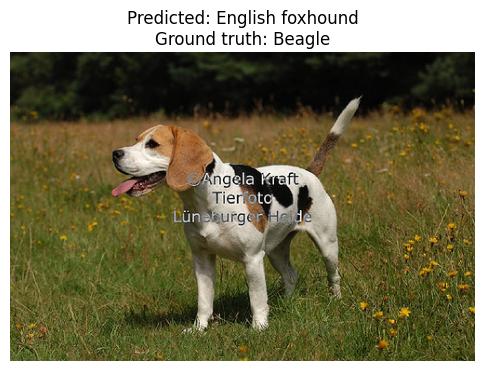 Predicted: English foxhound
Ground truth: Beagle
©Angela Kraft
Tierfoto
Lüneburger Heide